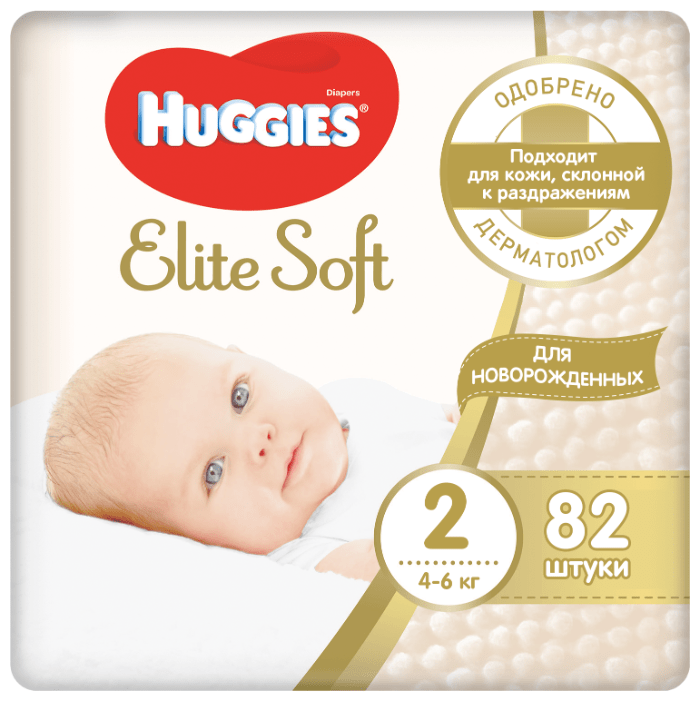 Diapers
HUGGIES®
Elite Soft
ОДОБРЕНО
Подходит
для кожи, склонной
к раздражениям
ДЕРМАТОЛОГОМ
ДЛЯ
НОВОРОЖДЕННЫХ
2
4-6 кг
82
штуки